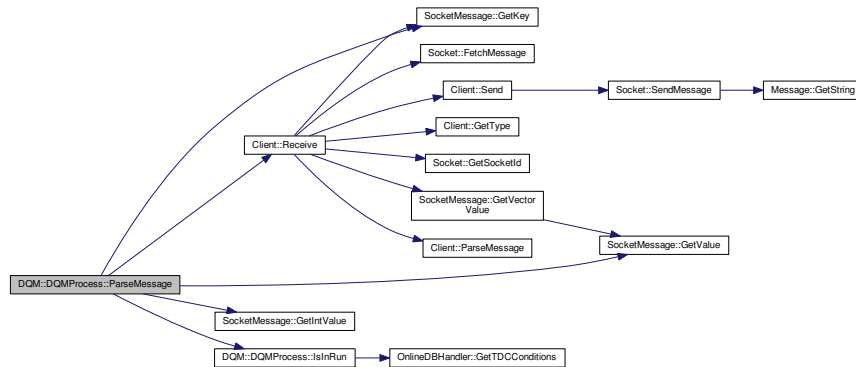 SocketMessage::GetKey
Socket::FetchMessage
Client::Send
Socket::SendMessage
Message::GetString
Client::GetType
Client::Receive
Socket::GetSocketId
SocketMessage::GetVector
Value
Client::ParseMessage
SocketMessage::GetValue
DQM::DQMProcess::ParseMessage
SocketMessage::GetIntValue
DQM::DQMProcess::IsInRun
OnlineDBHandler::GetTDCConditions